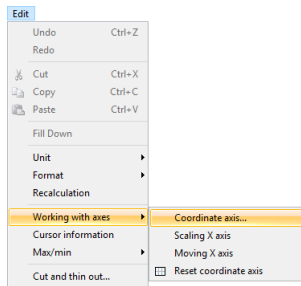 Edit
Undo Ctrl+Z
Redo
Cut Ctrl+X
Copy Ctrl+C
Paste Ctrl+V
Fill Down
Unit
Format
Recalculation
Working with axes
Coordinate axis...
Cursor information
Scaling X axis
Max/min
Moving X axis
Cut and thin out...
Reset coordinate axis